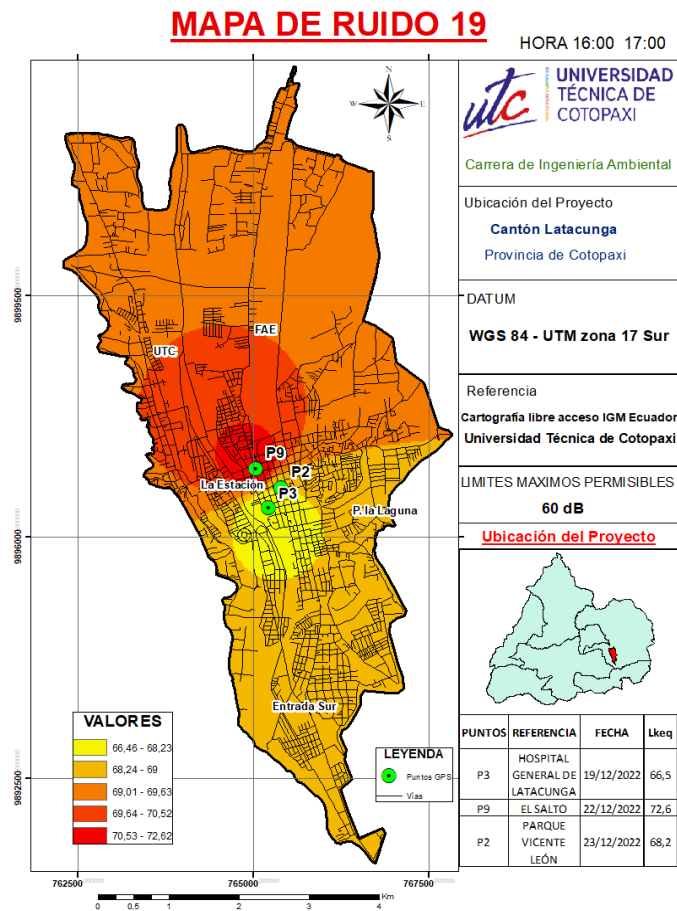 MAPA DE RUIDO 19
HORA 16:00 17:00
N
W
E
S
FAE
UTC
P9
P2
La Estación
P3
P. la Laguna
Entrada Sur
9899500
9896000
9892500
762500
765000
767500
VALORES
66,46 - 68,23
68,24 - 69
69,01 - 69,63
69,64 - 70,52
70,53 - 72,62
LEYENDA
Puntos GPS
Vías
Km
0 0,5 1 2 3 4
utc
UNIVERSIDAD
TÉCNICA DE
COTOPAXI
Carrera de Ingeniería Ambiental
Ubicación del Proyecto
Cantón Latacunga
Provincia de Cotopaxi
DATUM
WGS 84 - UTM zona 17 Sur
Referencia
Cartografía libre acceso IGM Ecuador
Universidad Técnica de Cotopaxi
LIMITES MAXIMOS PERMISIBLES
60 dB
Ubicación del Proyecto
PUNTOS REFERENCIA FECHA Lkeq
P3 HOSPITAL GENERAL DE LATACUNGA 19/12/2022 66,5
P9 EL SALTO 22/12/2022 72,6
P2 PARQUE VICENTE LEÓN 23/12/2022 68,2